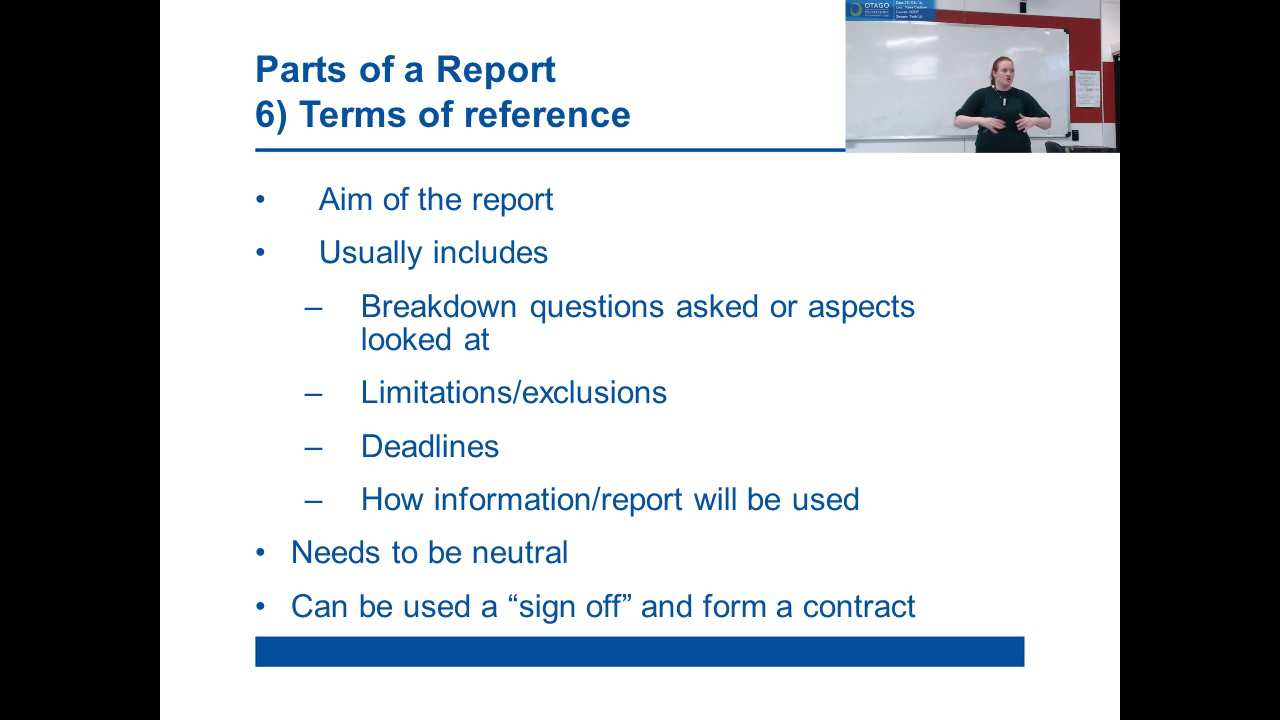 Parts of a Report
6) Terms of reference
OTAGO
• Aim of the report
• Usually includes
– Breakdown questions asked or aspects
looked at
– Limitations/exclusions
– Deadlines
– How information/report will be used
• Needs to be neutral
• Can be used a “sign off” and form a contract